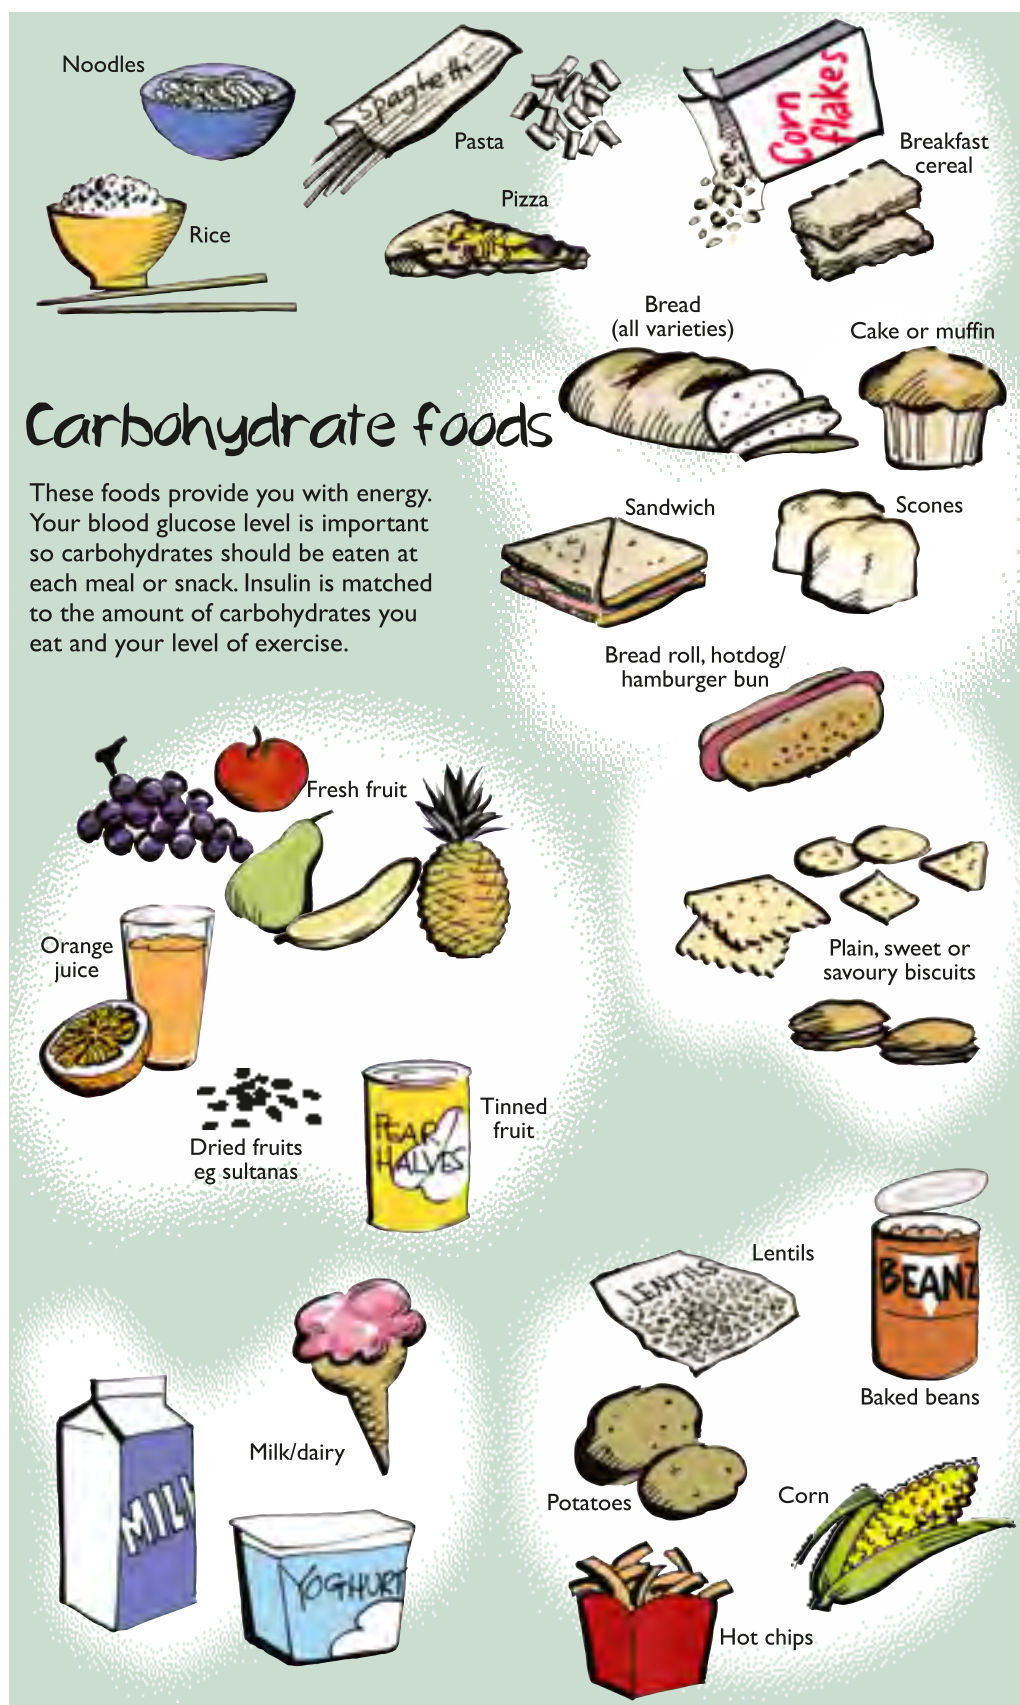 Noodles
Spaghetti
Pasta
Corn
flakes
Breakfast
cereal
Pizza
Rice
Bread
(all varieties)
Cake or muffin
Carbohydrate foods
These foods provide you with energy.
Your blood glucose level is important
so carbohydrates should be eaten at
each meal or snack. Insulin is matched
to the amount of carbohydrates you
eat and your level of exercise.
Sandwich
Scones
Bread roll, hotdog/
hamburger bun
Fresh fruit
Orange
juice
Plain, sweet or
savoury biscuits
Dried fruits
eg sultanas
PEAR
HALVES
Tinned
fruit
Lentils
LENTILS
BEANZ
Baked beans
Milk/dairy
MILK
YOGHURT
Potatoes
Corn
Hot chips